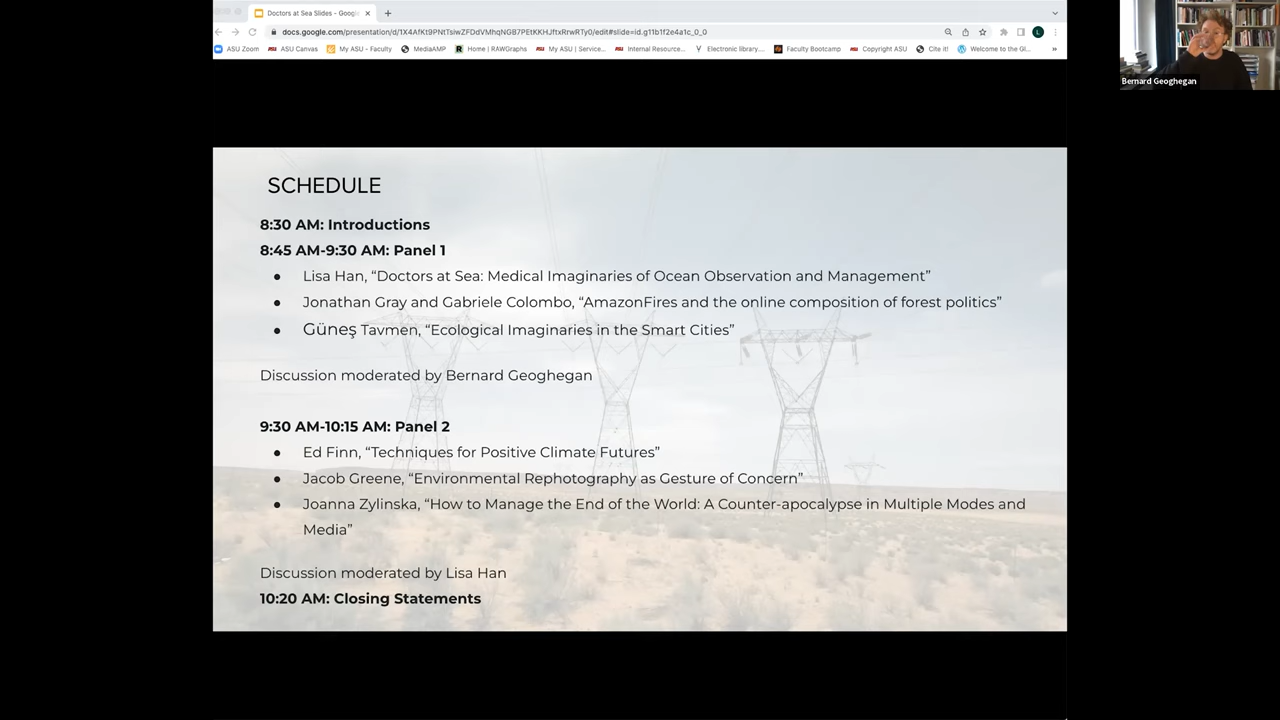 Doctors at Sea Slides - Google
docs.google.com/presentation/d/1X4AfKt9PNtTsiwZFDdVMhqNGB7PEtKKHJftxRrwRTy0/edit#slide=id.g11b1f2e4a1c_0_0
ASU Zoom ASU Canvas My ASU - Faculty MediaAMP Home | RAWGraphs My ASU | Service... Internal Resource... Electronic library.... Faculty Bootcamp Copyright ASU Cite it! Welcome to the Gl... »
Bernard Geoghegan
SCHEDULE
8:30 AM: Introductions
8:45 AM-9:30 AM: Panel 1
● Lisa Han, “Doctors at Sea: Medical Imaginaries of Ocean Observation and Management”
● Jonathan Gray and Gabriele Colombo, “AmazonFires and the online composition of forest politics”
● Güneş Tavmen, “Ecological Imaginaries in the Smart Cities”
Discussion moderated by Bernard Geoghegan
9:30 AM-10:15 AM: Panel 2
● Ed Finn, “Techniques for Positive Climate Futures”
● Jacob Greene, “Environmental Rephotography as Gesture of Concern”
● Joanna Zylinska, “How to Manage the End of the World: A Counter-apocalypse in Multiple Modes and
Media”
Discussion moderated by Lisa Han
10:20 AM: Closing Statements